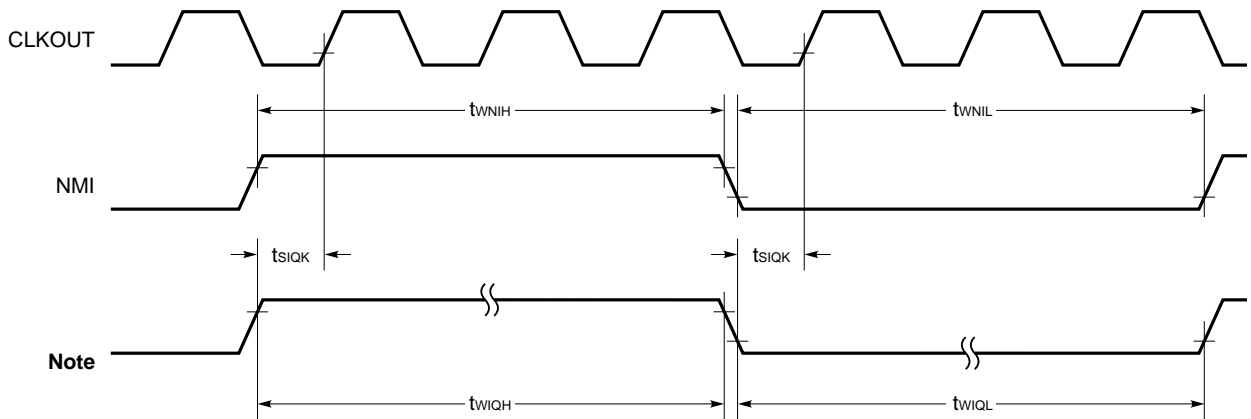 CLKOUT
tWNIH
tWNIL
NMI
tSIQK
tSIQK
Note
tWIQH
tWIQL